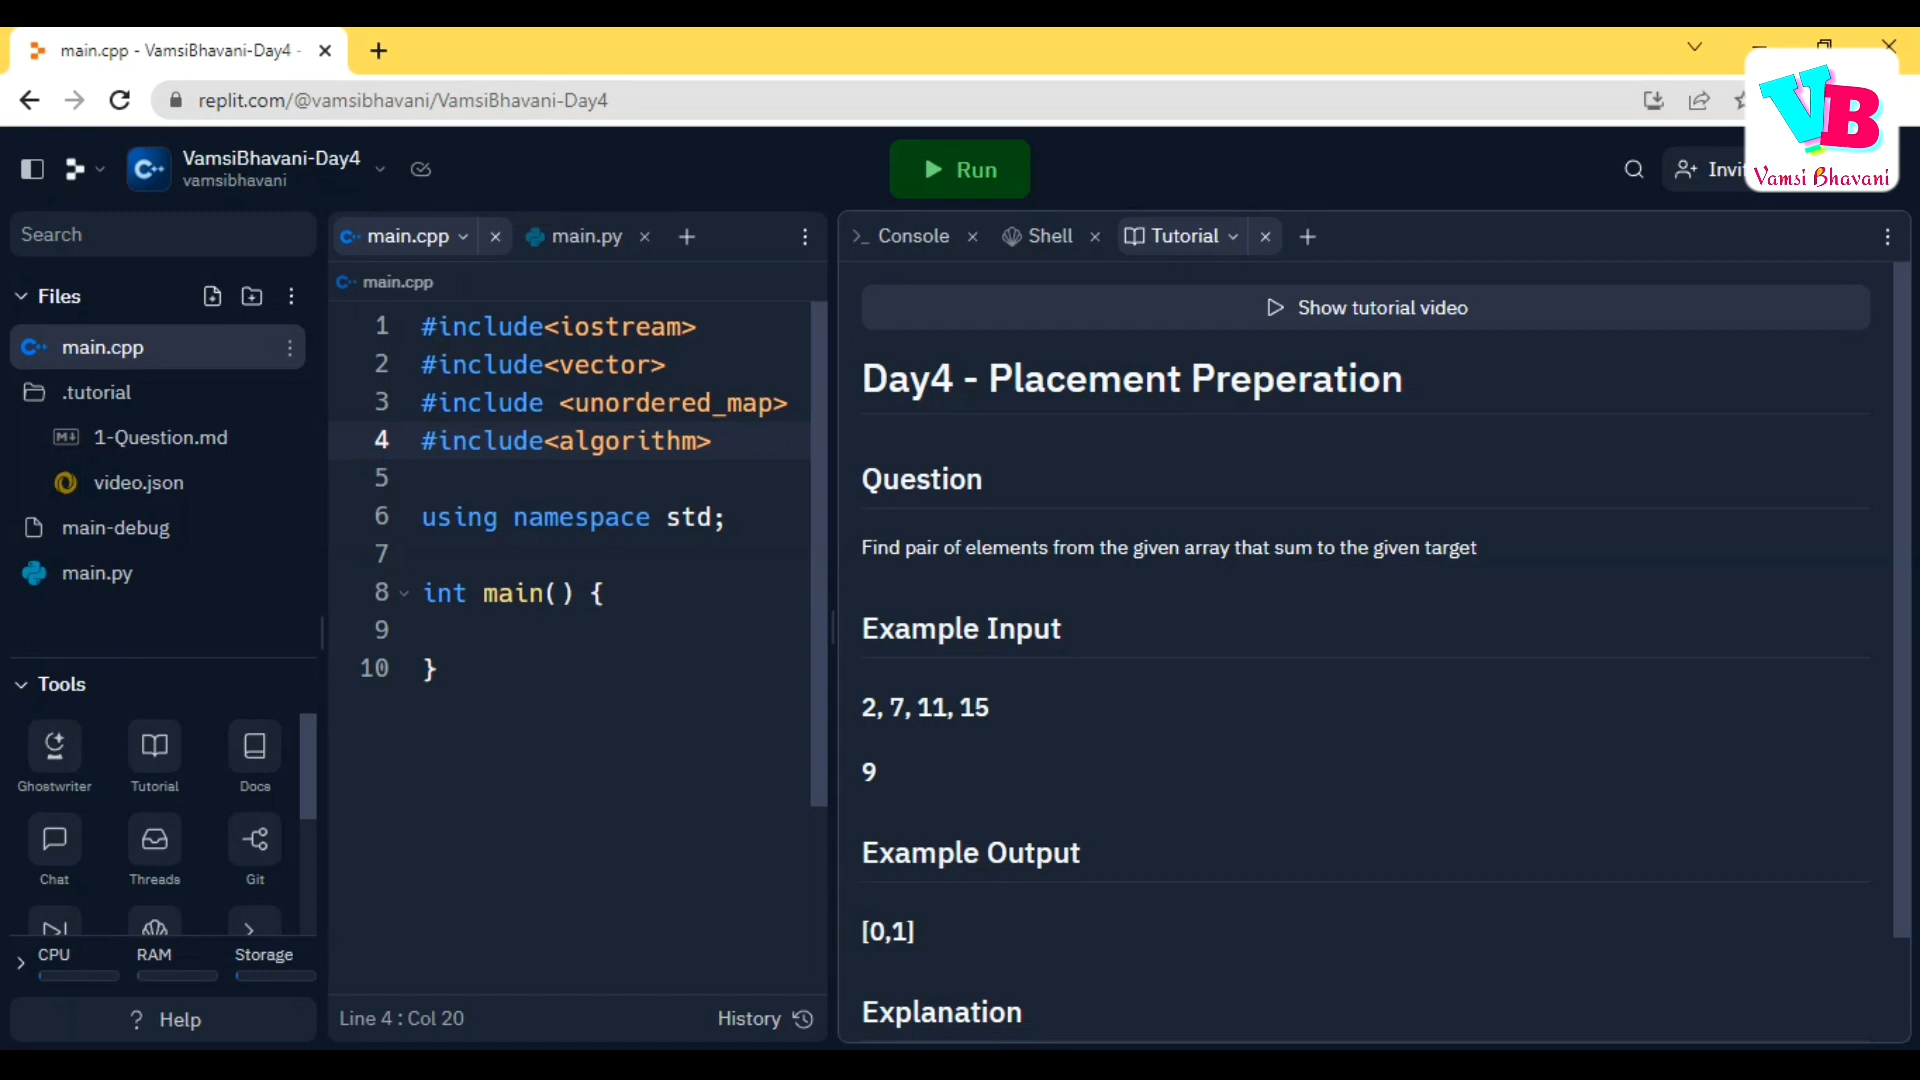 main.cpp - VamsiBhavani-Day4 -
replit.com/@vamsibhavani/VamsiBhavani-Day4
VB
Vamsi Bhavani
VamsiBhavani-Day4
vamsibhavani
Run
Search
Files
main.cpp
.tutorial
1-Question.md
video.json
main-debug
main.py
Tools
Ghostwriter
Tutorial
Docs
Chat
Threads
Git
CPU
RAM
Storage
? Help
main.cpp
main.py
main.cpp
1 #include<iostream>
2 #include<vector>
3 #include <unordered_map>
4 #include<algorithm>
5
6 using namespace std;
7
8 int main() {
9
10 }
Line 4 : Col 20
History
Console
Shell
Tutorial
Show tutorial video
Day4 - Placement Preperation
Question
Find pair of elements from the given array that sum to the given target
Example Input
2, 7, 11, 15
9
Example Output
[0,1]
Explanation